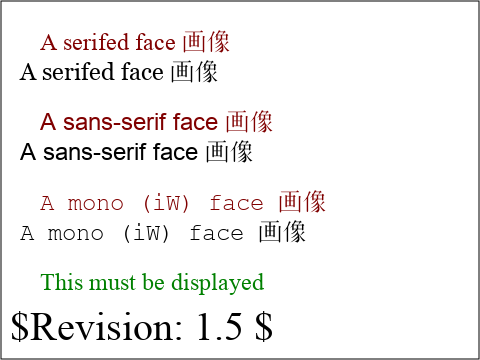 A serifed face 画像
A serifed face 画像
A sans-serif face 画像
A sans-serif face 画像
A mono (iW) face 画像
A mono (iW) face 画像
This must be displayed
$Revision: 1.5 $